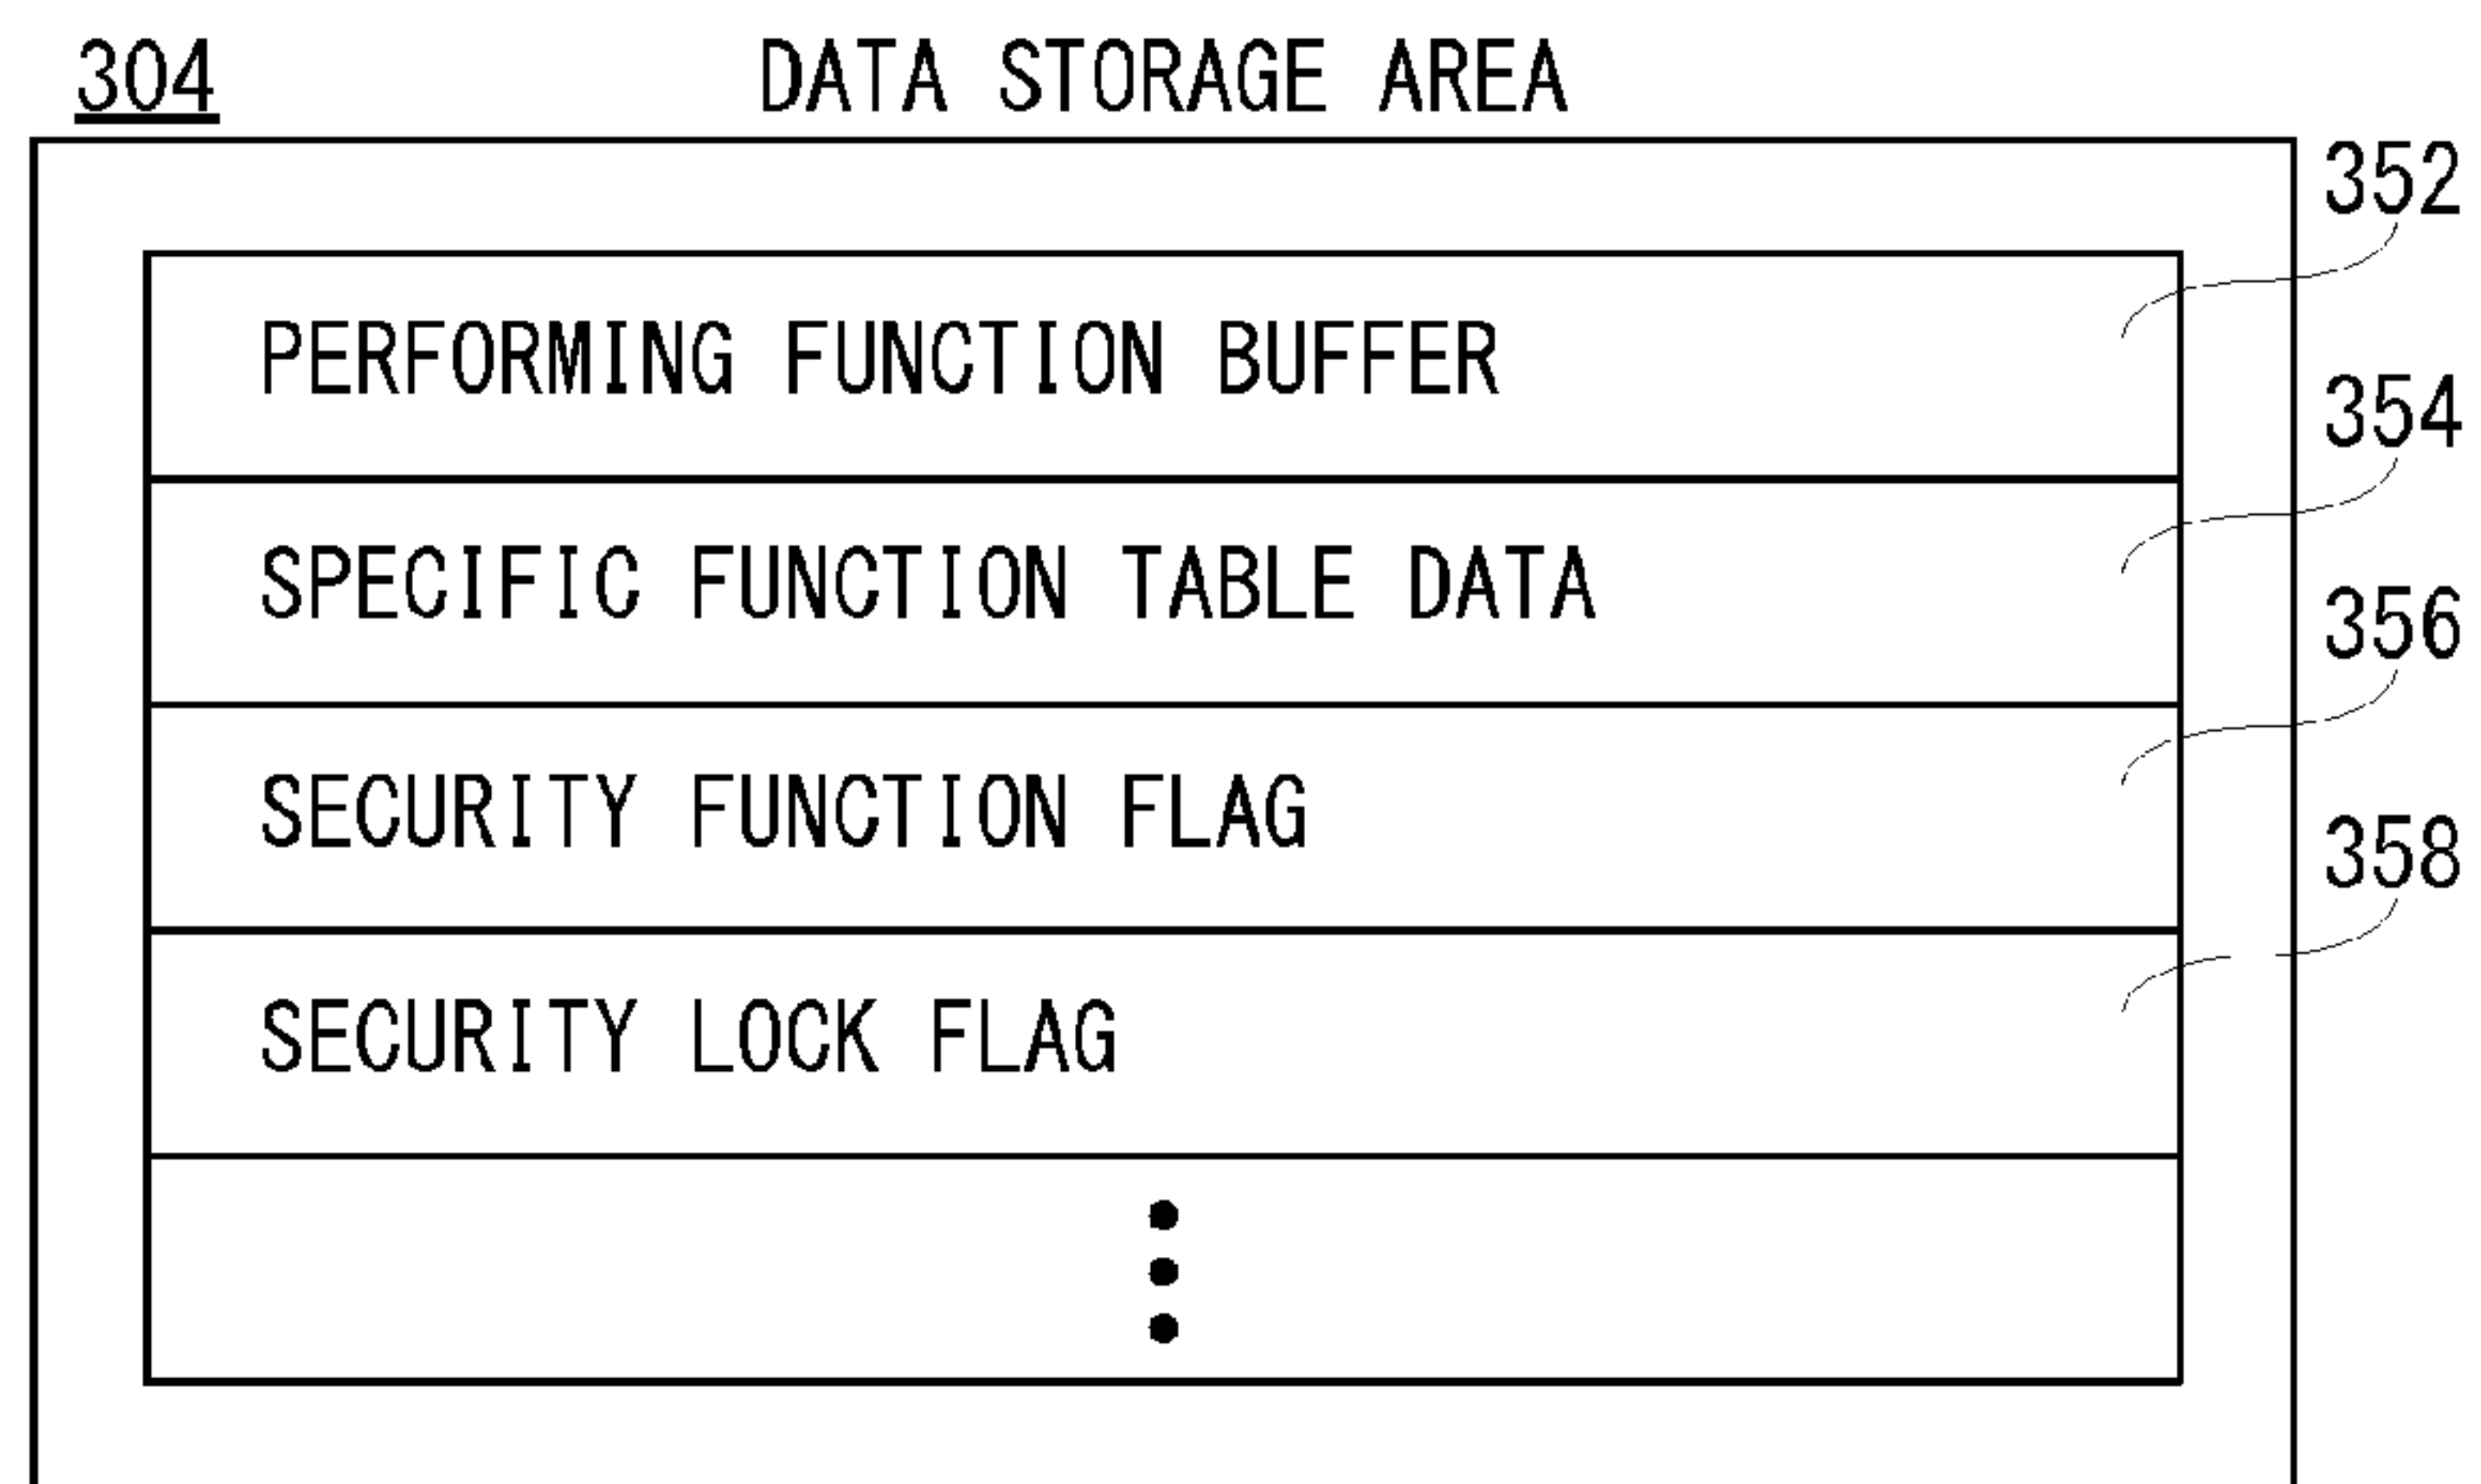 304 DATA STORAGE AREA
352
PERFORMING FUNCTION BUFFER
354
SPECIFIC FUNCTION TABLE DATA
356
SECURITY FUNCTION FLAG
358
SECURITY LOCK FLAG